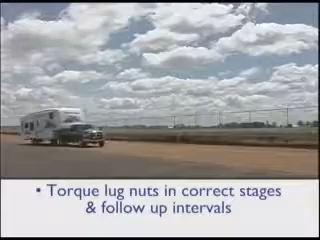 • Torque lug nuts in correct stages
& follow up intervals